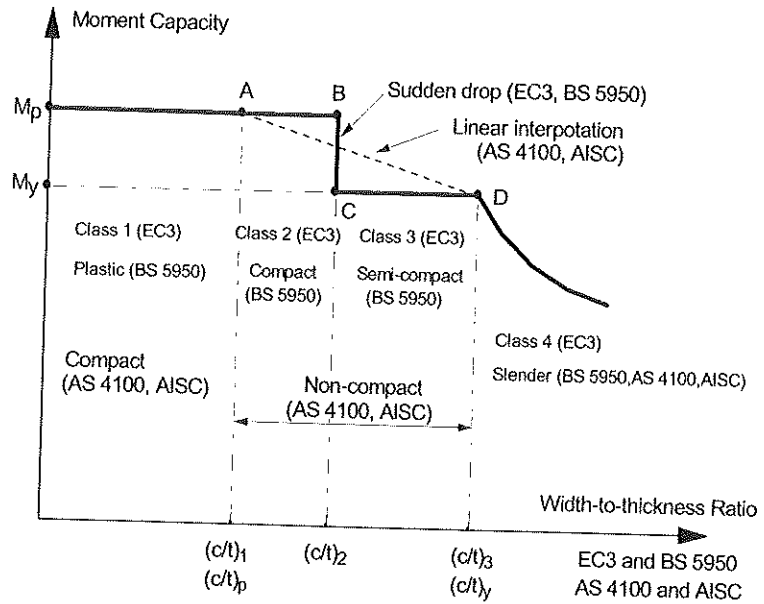 Moment Capacity
A
B
Sudden drop (EC3, BS 5950)
Mp
Linear interpotation
(AS 4100, AISC)
My
D
C
Class 1 (EC3)
Class 2 (EC3)
Class 3 (EC3)
Plastic (BS 5950)
Compact
(BS 5950)
Semi-compact
(BS 5950)
Class 4 (EC3)
Slender (BS 5950,AS 4100,AISC)
Compact
(AS 4100, AISC)
Non-compact
(AS 4100, AISC)
Width-to-thickness Ratio
(c/t)1
(c/t)2
(c/t)3
EC3 and BS 5950
(c/t)p
(c/t)y
AS 4100 and AISC